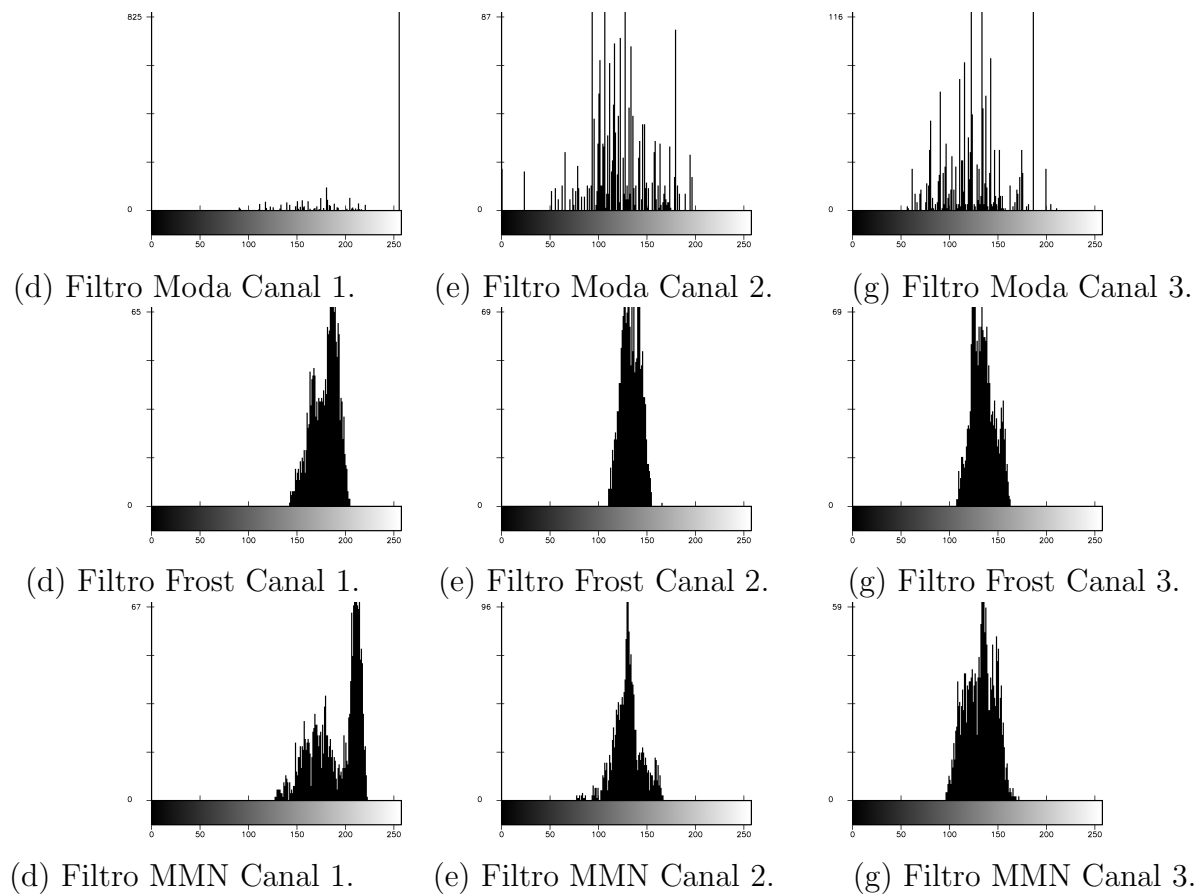 825 87 116
0 0 0
0 50 100 150 200 250 0 50 100 150 200 250 0 50 100 150 200 250
(d) Filtro Moda Canal 1. (e) Filtro Moda Canal 2. (g) Filtro Moda Canal 3.
65 69 69
0 0 0
0 50 100 150 200 250 0 50 100 150 200 250 0 50 100 150 200 250
(d) Filtro Frost Canal 1. (e) Filtro Frost Canal 2. (g) Filtro Frost Canal 3.
67 96 59
0 0 0
0 50 100 150 200 250 0 50 100 150 200 250 0 50 100 150 200 250
(d) Filtro MMN Canal 1. (e) Filtro MMN Canal 2. (g) Filtro MMN Canal 3.